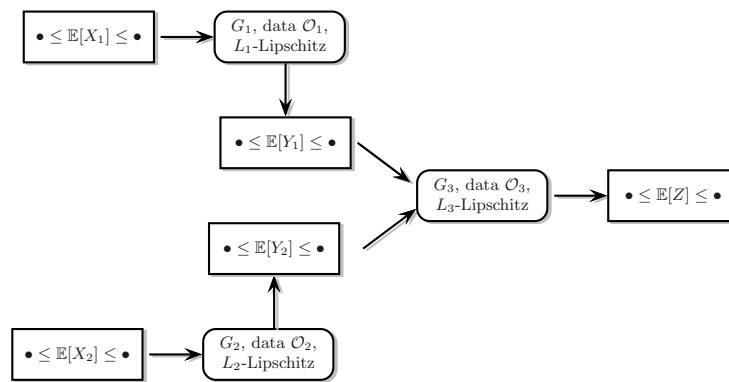 • ≤ 𝔼[X₁] ≤ •
G₁, data 𝒪₁,
L₁-Lipschitz
• ≤ 𝔼[Y₁] ≤ •
G₃, data 𝒪₃,
L₃-Lipschitz
• ≤ 𝔼[Z] ≤ •
• ≤ 𝔼[Y₂] ≤ •
• ≤ 𝔼[X₂] ≤ •
G₂, data 𝒪₂,
L₂-Lipschitz